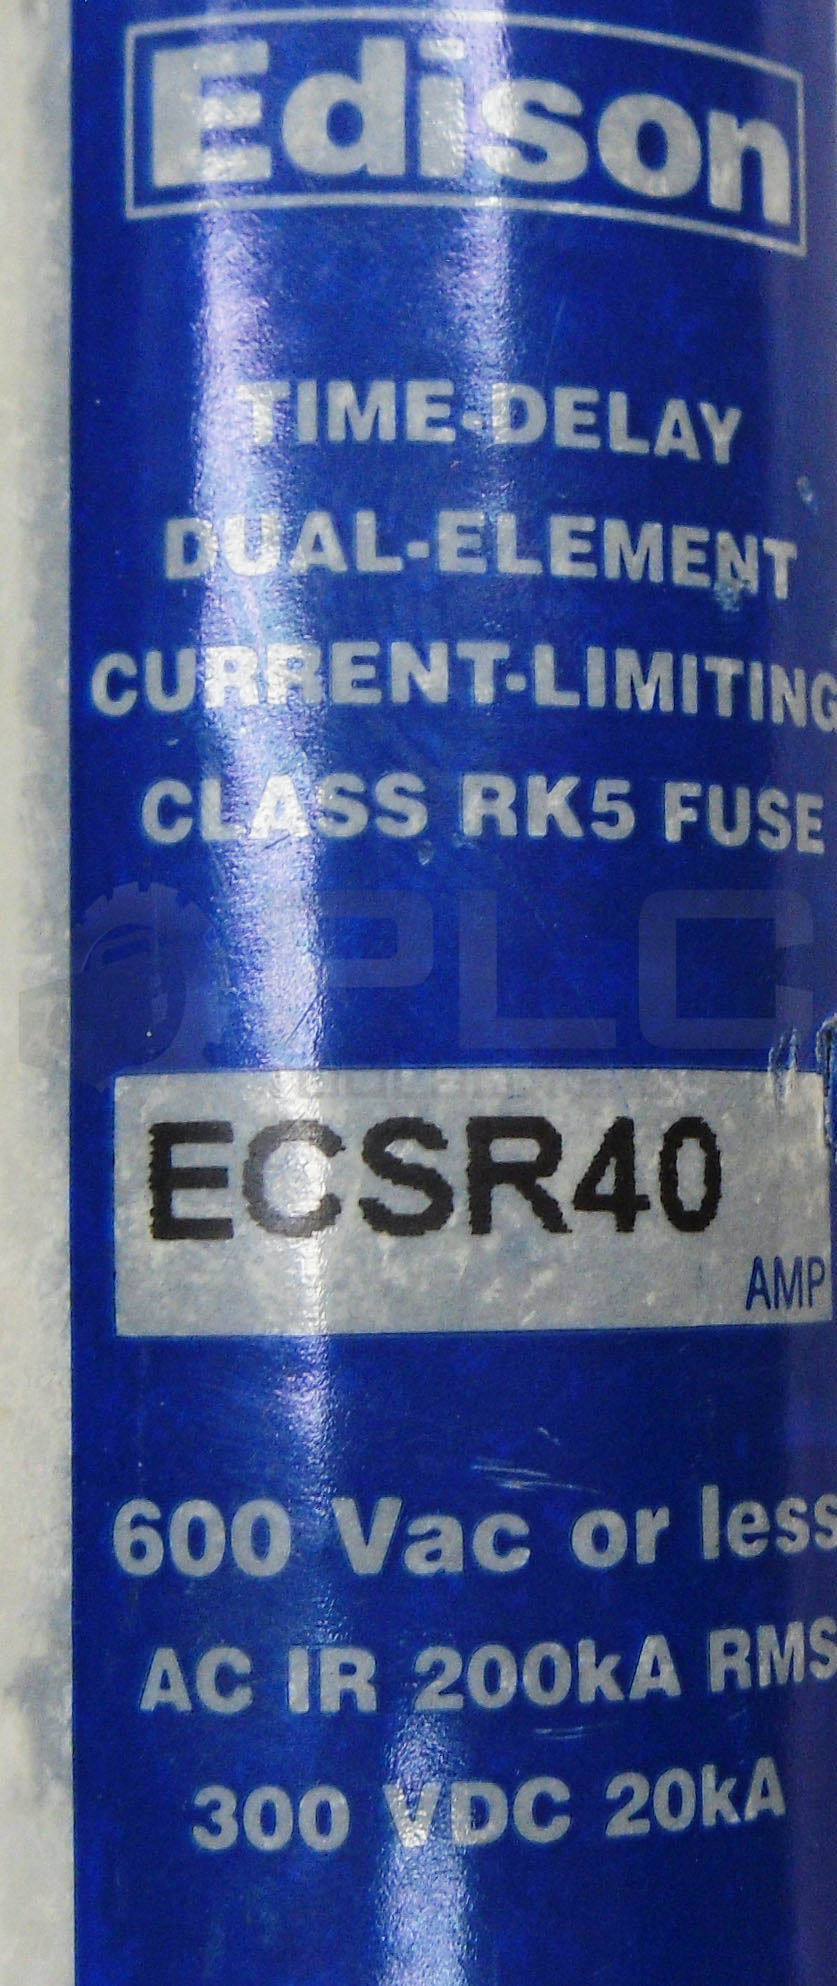 Edison
TIME-DELAY
DUAL-ELEMENT
CURRENT-LIMITING
CLASS RK5 FUSE
PLC
ECSR40
AMP
600 Vac or less
AC IR 200kA RMS
300 VDC 20kA